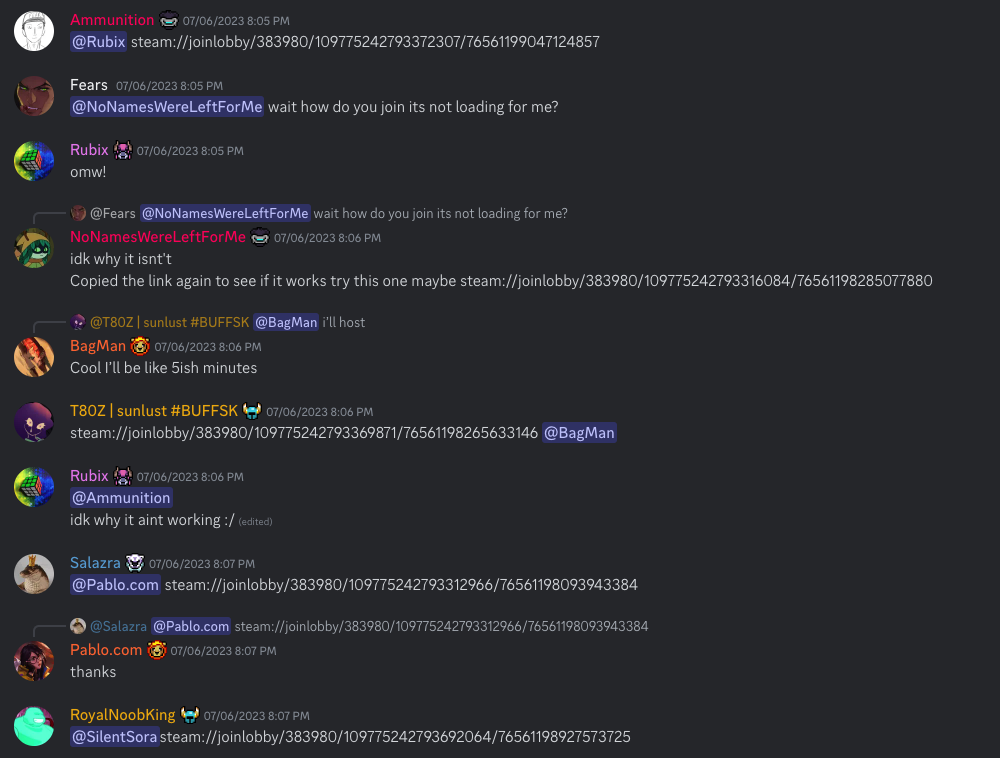 Ammunition 07/06/2023 8:05 PM
@Rubix steam://joinlobby/383980/109775242793372307/76561199047124857
Fears 07/06/2023 8:05 PM
@NoNamesWereLeftForMe wait how do you join its not loading for me?
Rubix 07/06/2023 8:05 PM
omw!
@Fears @NoNamesWereLeftForMe wait how do you join its not loading for me?
NoNamesWereLeftForMe 07/06/2023 8:06 PM
idk why it isnt't
Copied the link again to see if it works try this one maybe steam://joinlobby/383980/109775242793316084/76561198285077880
@T80Z | sunlust #BUFFSK @BagMan i'll host
BagMan 07/06/2023 8:06 PM
Cool I'll be like 5ish minutes
T80Z | sunlust #BUFFSK 07/06/2023 8:06 PM
steam://joinlobby/383980/109775242793369871/76561198265633146 @BagMan
Rubix 07/06/2023 8:06 PM
@Ammunition
idk why it aint working :/ (edited)
Salazra 07/06/2023 8:07 PM
@Pablo.com steam://joinlobby/383980/109775242793312966/76561198093943384
@Salazra @Pablo.com steam://joinlobby/383980/109775242793312966/76561198093943384
Pablo.com 07/06/2023 8:07 PM
thanks
RoyalNoobKing 07/06/2023 8:07 PM
@SilentSora steam://joinlobby/383980/109775242793692064/76561198927573725